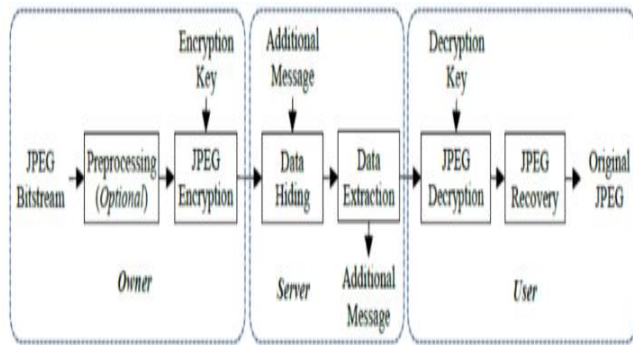 Encryption
Key
Additional
Message
Decryption
Key
JPEG
Bitstream
Preprocessing
(Optional)
JPEG
Encryption
Data
Hiding
Data
Extraction
JPEG
Decryption
JPEG
Recovery
Original
JPEG
Owner
Server
Additional
Message
User